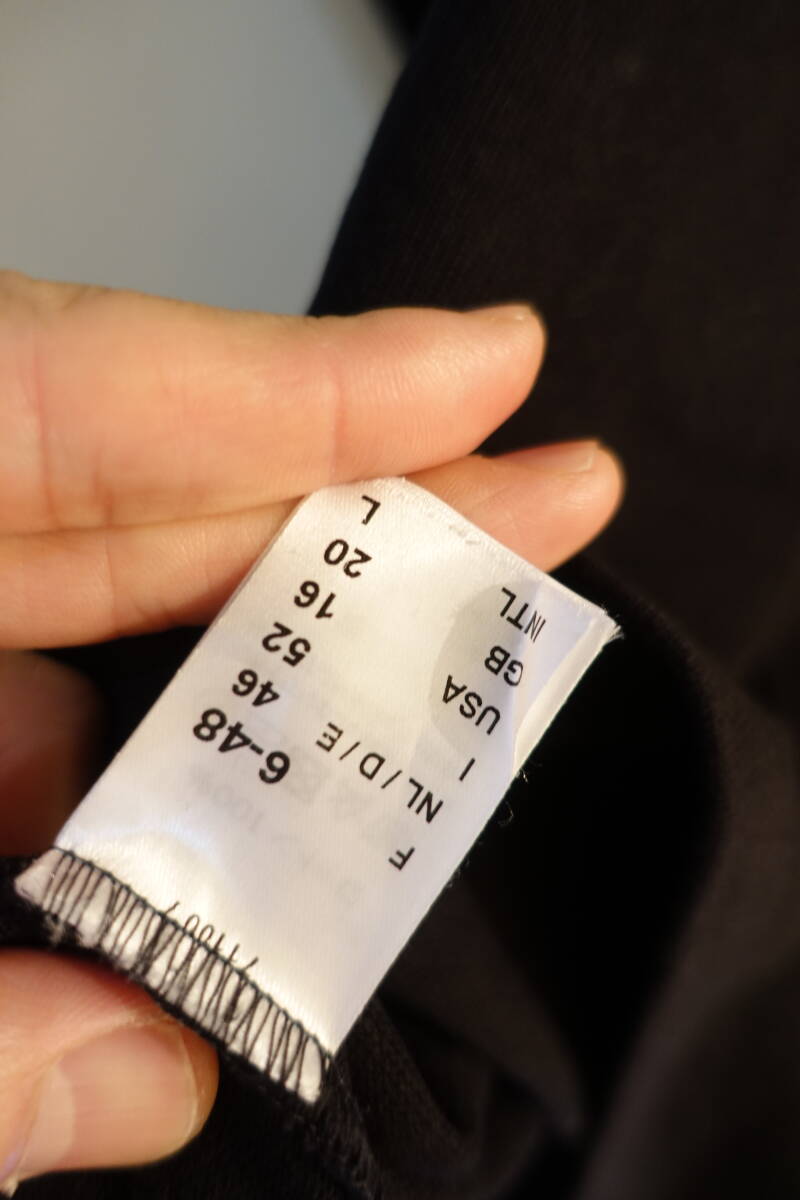 F 6-48
NL/D/E 46
I 52
USA 16
GB 20
INTL L